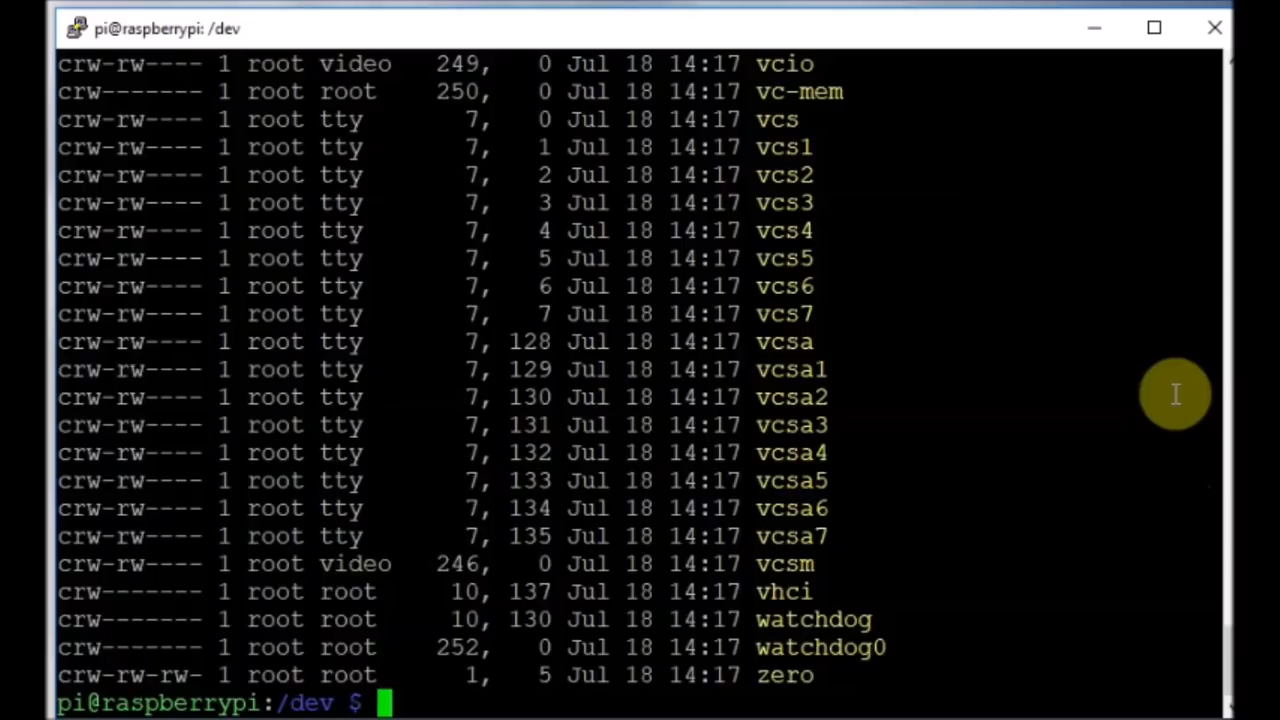 pi@raspberrypi: /dev
crw-rw---- 1 root video   249,   0 Jul 18 14:17 vcio
crw------- 1 root root    250,   0 Jul 18 14:17 vc-mem
crw-rw---- 1 root tty       7,   0 Jul 18 14:17 vcs
crw-rw---- 1 root tty       7,   1 Jul 18 14:17 vcs1
crw-rw---- 1 root tty       7,   2 Jul 18 14:17 vcs2
crw-rw---- 1 root tty       7,   3 Jul 18 14:17 vcs3
crw-rw---- 1 root tty       7,   4 Jul 18 14:17 vcs4
crw-rw---- 1 root tty       7,   5 Jul 18 14:17 vcs5
crw-rw---- 1 root tty       7,   6 Jul 18 14:17 vcs6
crw-rw---- 1 root tty       7,   7 Jul 18 14:17 vcs7
crw-rw---- 1 root tty       7, 128 Jul 18 14:17 vcsa
crw-rw---- 1 root tty       7, 129 Jul 18 14:17 vcsa1
crw-rw---- 1 root tty       7, 130 Jul 18 14:17 vcsa2
crw-rw---- 1 root tty       7, 131 Jul 18 14:17 vcsa3
crw-rw---- 1 root tty       7, 132 Jul 18 14:17 vcsa4
crw-rw---- 1 root tty       7, 133 Jul 18 14:17 vcsa5
crw-rw---- 1 root tty       7, 134 Jul 18 14:17 vcsa6
crw-rw---- 1 root tty       7, 135 Jul 18 14:17 vcsa7
crw-rw---- 1 root video   246,   0 Jul 18 14:17 vcsm
crw------- 1 root root     10, 137 Jul 18 14:17 vhci
crw------- 1 root root     10, 130 Jul 18 14:17 watchdog
crw------- 1 root root    252,   0 Jul 18 14:17 watchdog0
crw-rw-rw- 1 root root      1,   5 Jul 18 14:17 zero
pi@raspberrypi:/dev $